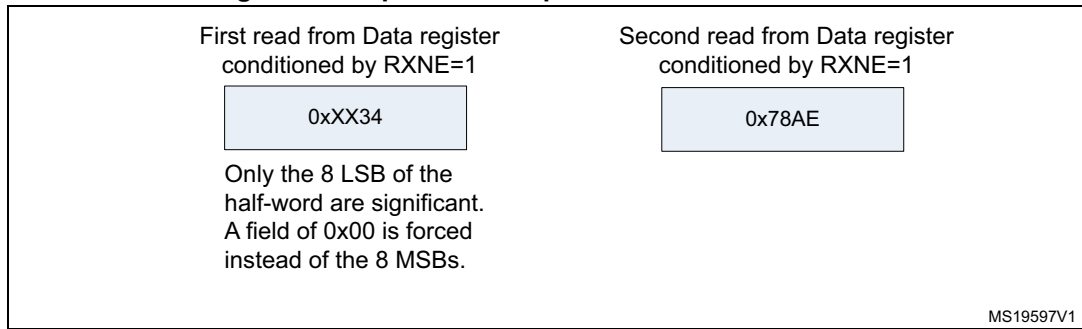 First read from Data register
conditioned by RXNE=1
0xXX34
Only the 8 LSB of the
half-word are significant.
A field of 0x00 is forced
instead of the 8 MSBs.
Second read from Data register
conditioned by RXNE=1
0x78AE
MS19597V1